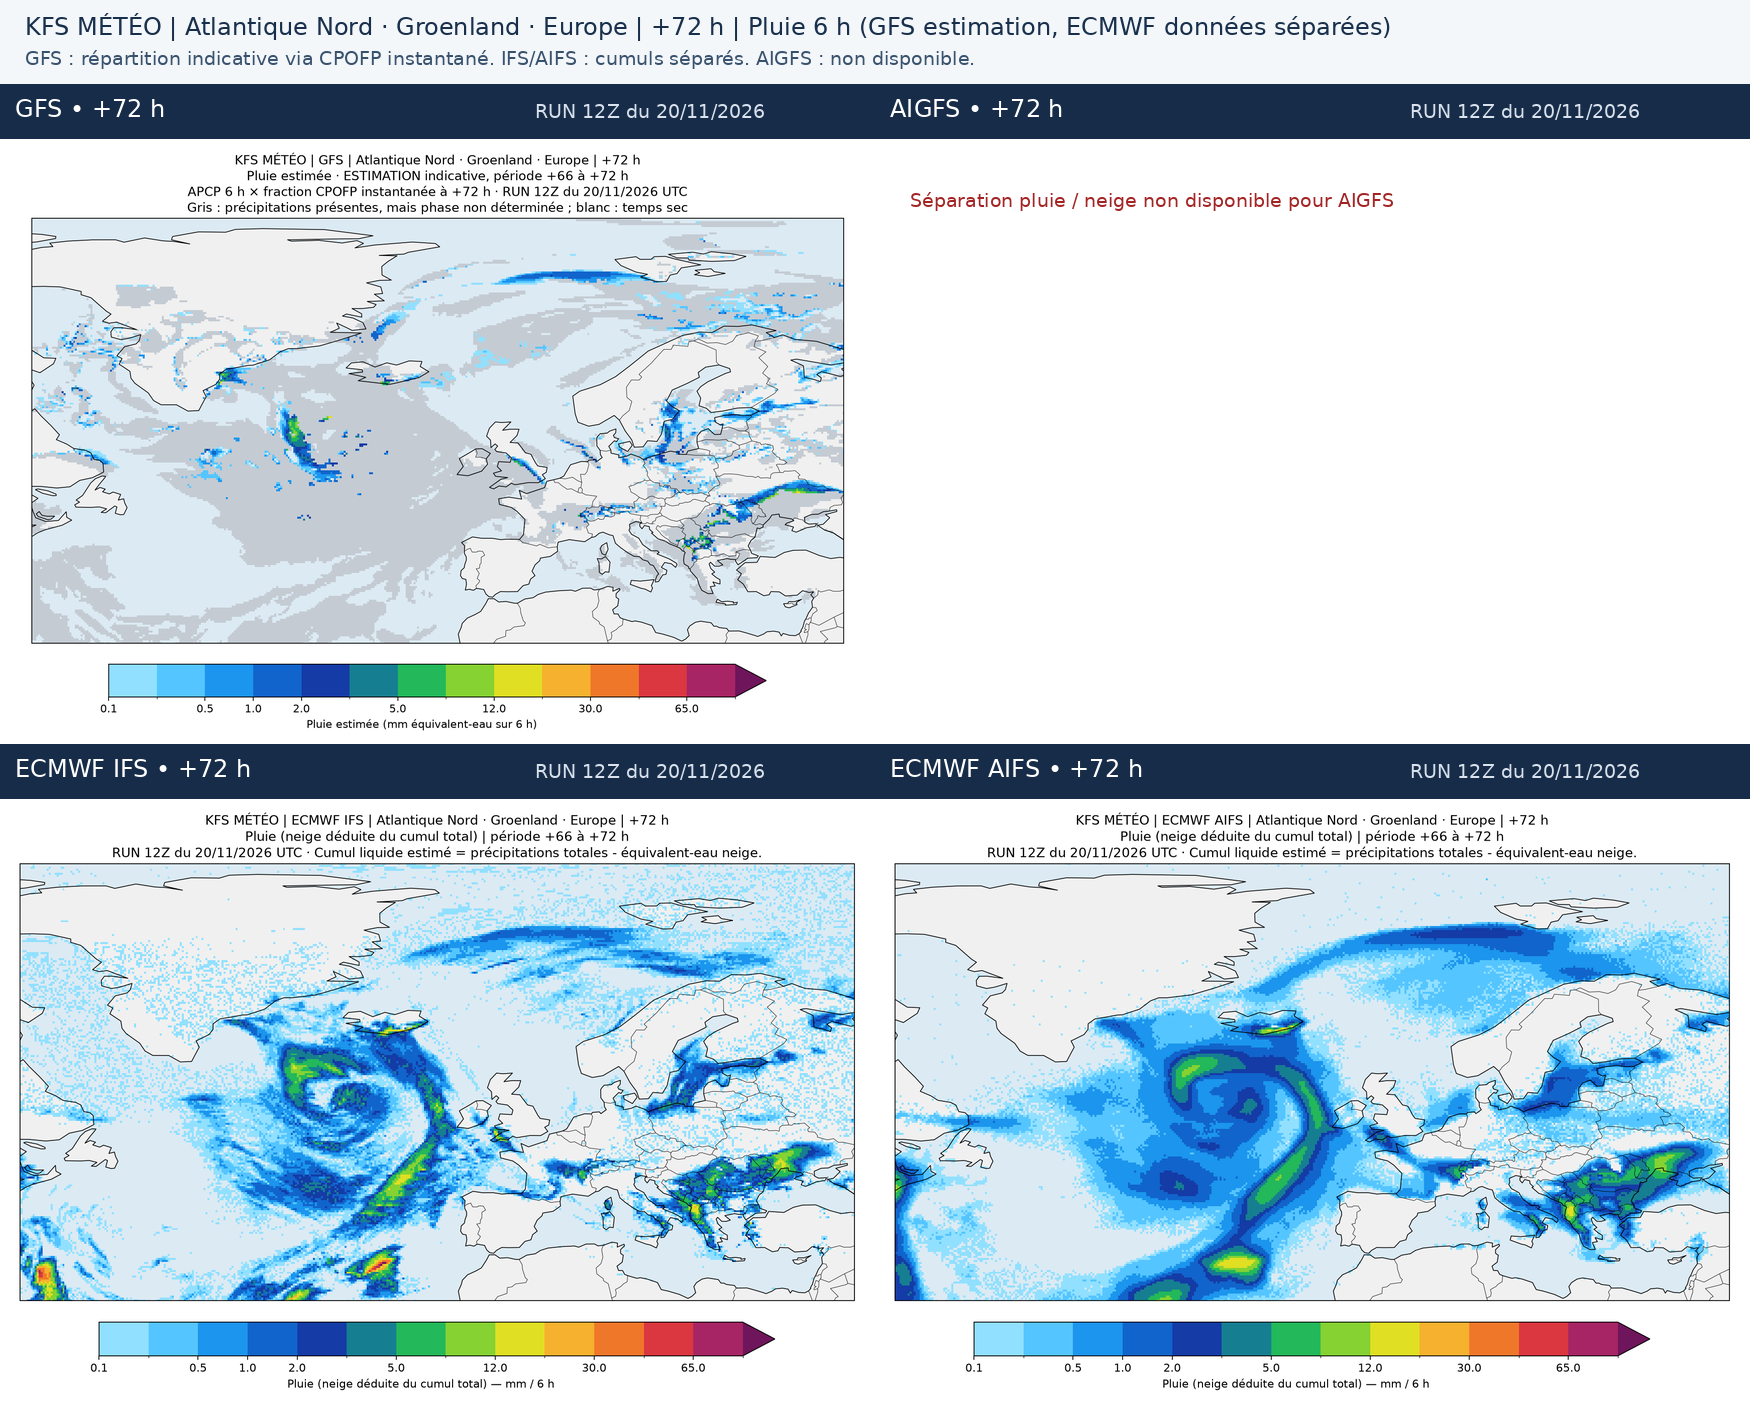 KFS MÉTÉO | Atlantique Nord · Groenland · Europe | +72 h | Pluie 6 h (GFS estimation, ECMWF données séparées)
GFS : répartition indicative via CPOFP instantané. IFS/AIFS : cumuls séparés. AIGFS : non disponible.
GFS • +72 h
RUN 12Z du 20/11/2026
AIGFS • +72 h
RUN 12Z du 20/11/2026
KFS MÉTÉO | GFS | Atlantique Nord · Groenland · Europe | +72 h
Pluie estimée · ESTIMATION indicative, période +66 à +72 h
APCP 6 h × fraction CPOFP instantanée à +72 h · RUN 12Z du 20/11/2026 UTC
Gris : précipitations présentes, mais phase non déterminée ; blanc : temps sec
Séparation pluie / neige non disponible pour AIGFS
0.1 0.5 1.0 2.0 5.0 12.0 30.0 65.0
Pluie estimée (mm équivalent-eau sur 6 h)
ECMWF IFS • +72 h
RUN 12Z du 20/11/2026
ECMWF AIFS • +72 h
RUN 12Z du 20/11/2026
KFS MÉTÉO | ECMWF IFS | Atlantique Nord · Groenland · Europe | +72 h
Pluie (neige déduite du cumul total) | période +66 à +72 h
RUN 12Z du 20/11/2026 UTC · Cumul liquide estimé = précipitations totales - équivalent-eau neige.
0.1 0.5 1.0 2.0 5.0 12.0 30.0 65.0
Pluie (neige déduite du cumul total) — mm / 6 h
KFS MÉTÉO | ECMWF AIFS | Atlantique Nord · Groenland · Europe | +72 h
Pluie (neige déduite du cumul total) | période +66 à +72 h
RUN 12Z du 20/11/2026 UTC · Cumul liquide estimé = précipitations totales - équivalent-eau neige.
0.1 0.5 1.0 2.0 5.0 12.0 30.0 65.0
Pluie (neige déduite du cumul total) — mm / 6 h